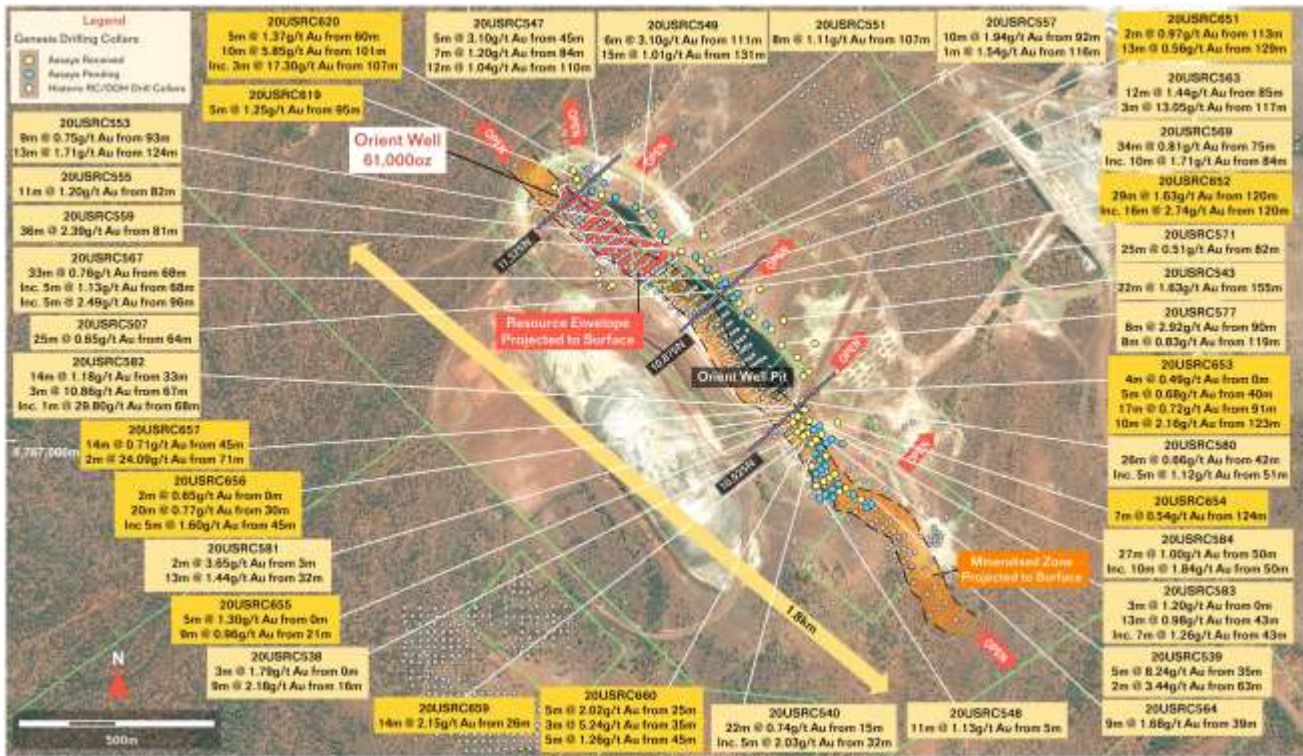 Legend
Genesis Drilling Collars
Assays Received
Assays Pending
Historic RC/DDH Drill Collars
20USRC620
5m @ 1.37g/t Au from 60m
10m @ 5.85g/t Au from 101m
Inc. 3m @ 17.30g/t Au from 107m
20USRC619
5m @ 1.25g/t Au from 95m
20USRC547
5m @ 3.10g/t Au from 45m
7m @ 1.20g/t Au from 84m
12m @ 1.04g/t Au from 110m
20USRC549
6m @ 3.10g/t Au from 111m
15m @ 1.01g/t Au from 131m
20USRC551
8m @ 1.11g/t Au from 107m
20USRC557
10m @ 1.94g/t Au from 92m
1m @ 1.54g/t Au from 116m
20USRC651
2m @ 0.97g/t Au from 113m
13m @ 0.56g/t Au from 129m
20USRC563
12m @ 1.44g/t Au from 85m
3m @ 13.05g/t Au from 117m
20USRC569
34m @ 0.81g/t Au from 75m
Inc. 10m @ 1.71g/t Au from 84m
20USRC652
29m @ 1.63g/t Au from 120m
Inc. 16m @ 2.74g/t Au from 120m
20USRC571
25m @ 0.51g/t Au from 82m
20USRC543
22m @ 1.63g/t Au from 155m
20USRC577
8m @ 2.92g/t Au from 90m
8m @ 0.83g/t Au from 119m
20USRC653
4m @ 0.49g/t Au from 0m
5m @ 0.68g/t Au from 40m
17m @ 0.72g/t Au from 91m
10m @ 2.16g/t Au from 123m
20USRC580
26m @ 0.66g/t Au from 42m
Inc. 5m @ 1.12g/t Au from 51m
20USRC654
7m @ 0.54g/t Au from 124m
20USRC584
27m @ 1.00g/t Au from 50m
Inc. 10m @ 1.84g/t Au from 50m
20USRC583
3m @ 1.20g/t Au from 0m
13m @ 0.98g/t Au from 43m
Inc. 7m @ 1.26g/t Au from 43m
20USRC539
5m @ 8.24g/t Au from 35m
2m @ 3.44g/t Au from 63m
20USRC564
9m @ 1.68g/t Au from 39m
20USRC553
9m @ 0.75g/t Au from 93m
13m @ 1.71g/t Au from 124m
20USRC555
11m @ 1.20g/t Au from 82m
20USRC559
36m @ 2.39g/t Au from 81m
20USRC567
33m @ 0.76g/t Au from 68m
Inc. 5m @ 1.13g/t Au from 68m
Inc. 5m @ 2.49g/t Au from 96m
20USRC507
25m @ 0.65g/t Au from 64m
20USRC582
14m @ 1.18g/t Au from 33m
3m @ 10.86g/t Au from 67m
Inc. 1m @ 29.80g/t Au from 68m
20USRC657
14m @ 0.71g/t Au from 45m
2m @ 24.09g/t Au from 71m
20USRC656
2m @ 0.65g/t Au from 0m
20m @ 0.77g/t Au from 30m
Inc 5m @ 1.60g/t Au from 45m
20USRC581
2m @ 3.65g/t Au from 3m
13m @ 1.44g/t Au from 32m
20USRC655
5m @ 1.30g/t Au from 0m
9m @ 0.96g/t Au from 21m
20USRC538
3m @ 1.79g/t Au from 0m
9m @ 2.18g/t Au from 16m
20USRC659
14m @ 2.15g/t Au from 26m
20USRC660
5m @ 2.02g/t Au from 25m
3m @ 5.24g/t Au from 35m
5m @ 1.26g/t Au from 45m
20USRC540
22m @ 0.74g/t Au from 15m
Inc. 5m @ 2.03g/t Au from 32m
20USRC548
11m @ 1.13g/t Au from 5m
Orient Well
61,000oz
OPEN
OPEN
OPEN
OPEN
OPEN
OPEN
OPEN
11,325N
10,875N
10,525N
Resource Envelope
Projected to Surface
Orient Well Pit
Mineralised Zone
Projected to Surface
1.8km
6,787,000m
N
500m